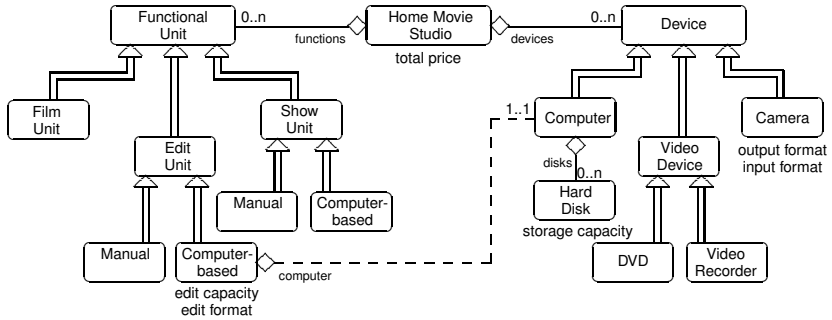 Functional
Unit
0..n
functions
Home Movie
Studio
total price
0..n
devices
Device
Film
Unit
Show
Unit
Edit
Unit
1..1
Computer
Camera
output format
input format
disks
0..n
Hard
Disk
storage capacity
Video
Device
Manual
Computer-
based
Manual
Computer-
based
edit capacity
edit format
computer
DVD
Video
Recorder